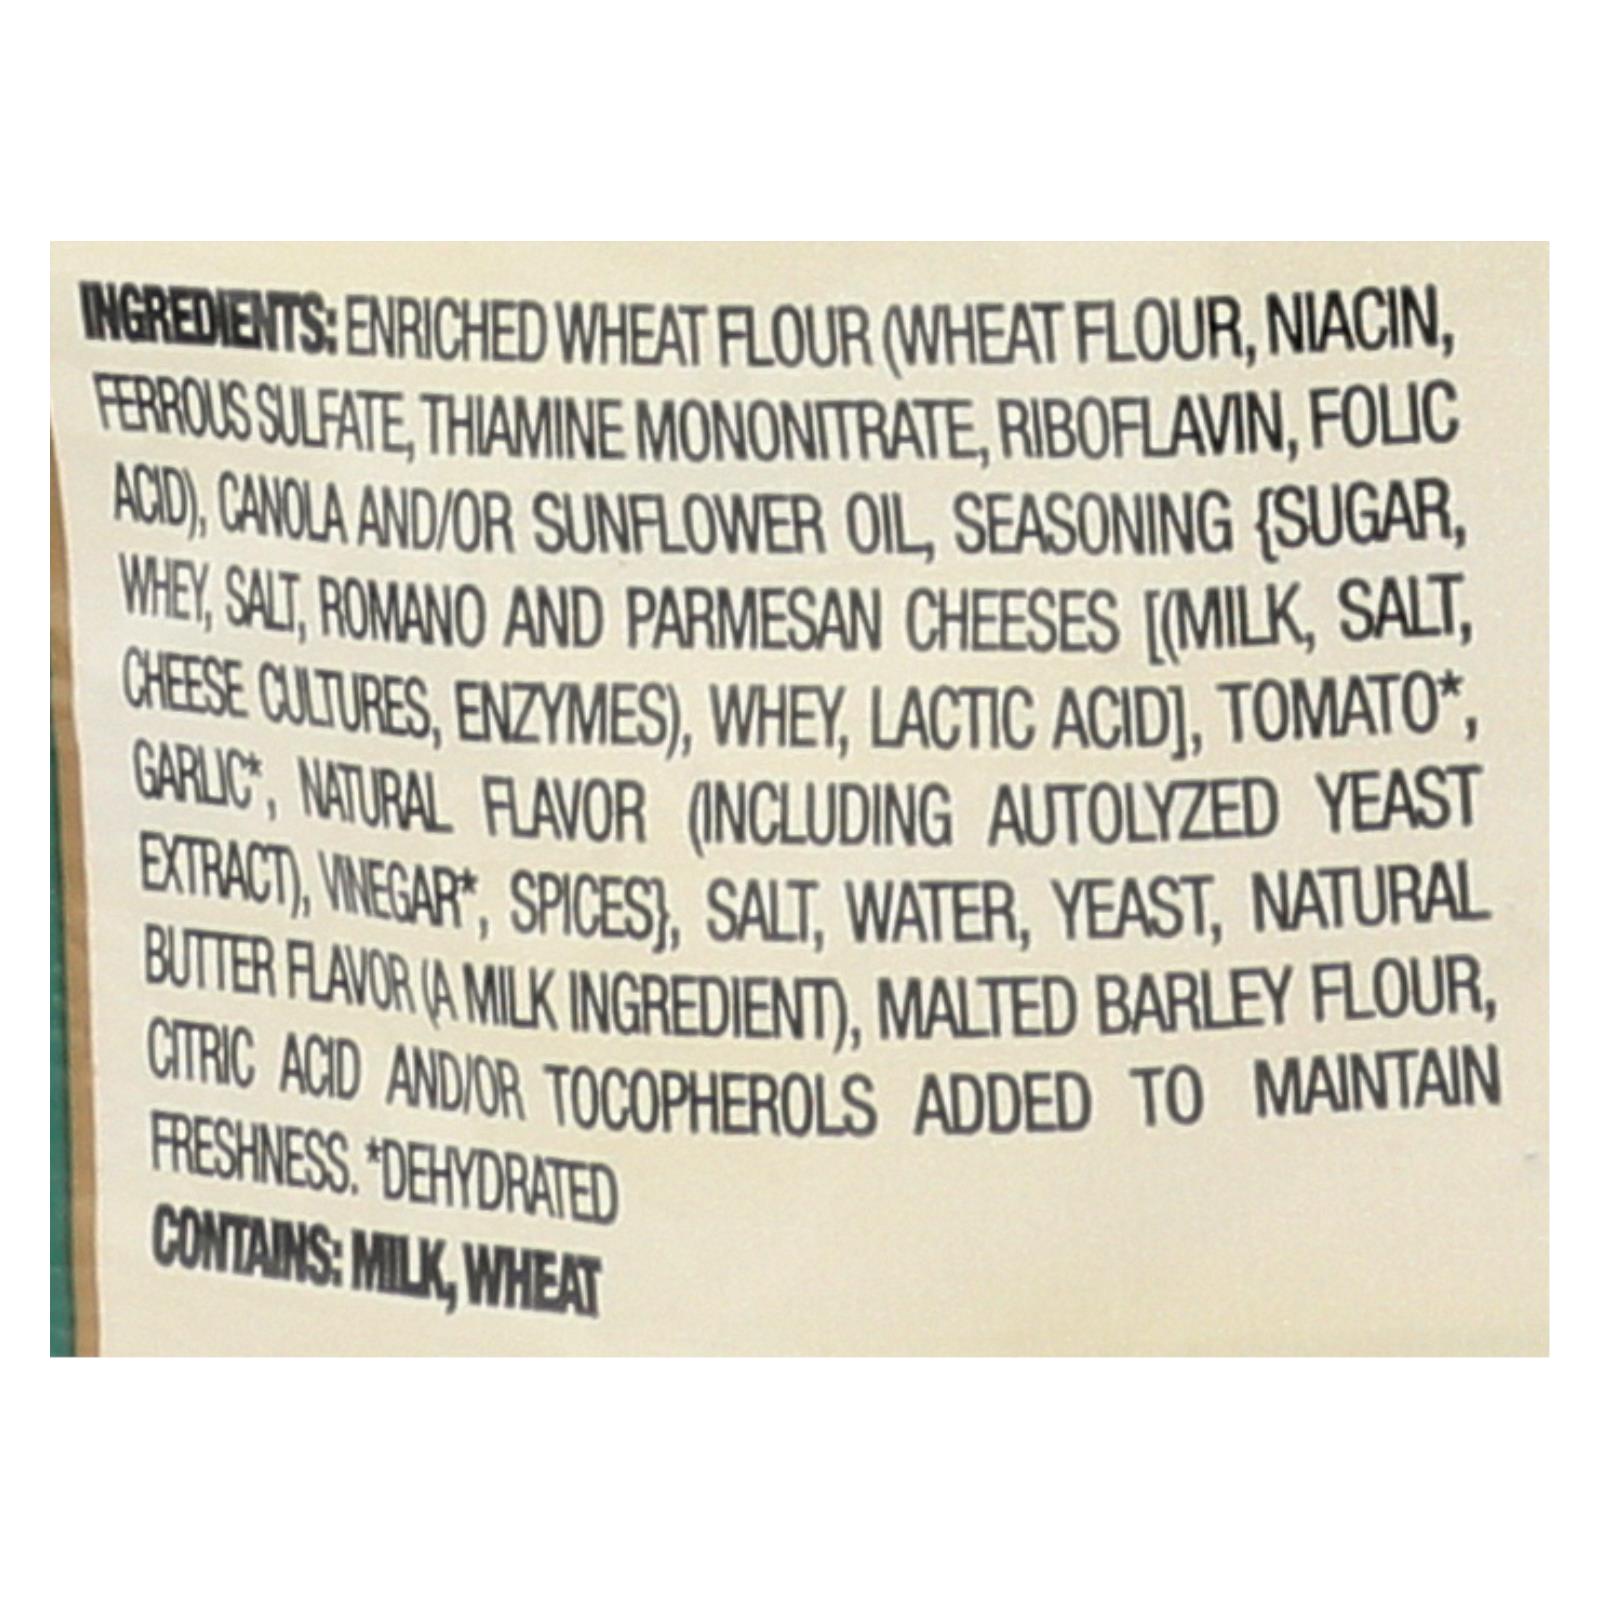 INGREDIENTS: ENRICHED WHEAT FLOUR (WHEAT FLOUR, NIACIN,
FERROUS SULFATE, THIAMINE MONONITRATE, RIBOFLAVIN, FOLIC
ACID), CANOLA AND/OR SUNFLOWER OIL, SEASONING {SUGAR,
WHEY, SALT, ROMANO AND PARMESAN CHEESES [(MILK, SALT,
CHEESE CULTURES, ENZYMES), WHEY, LACTIC ACID], TOMATO*,
GARLIC*, NATURAL FLAVOR (INCLUDING AUTOLYZED YEAST
EXTRACT), VINEGAR*, SPICES}, SALT, WATER, YEAST, NATURAL
BUTTER FLAVOR (A MILK INGREDIENT), MALTED BARLEY FLOUR,
CITRIC ACID AND/OR TOCOPHEROLS ADDED TO MAINTAIN
FRESHNESS. *DEHYDRATED
CONTAINS: MILK, WHEAT